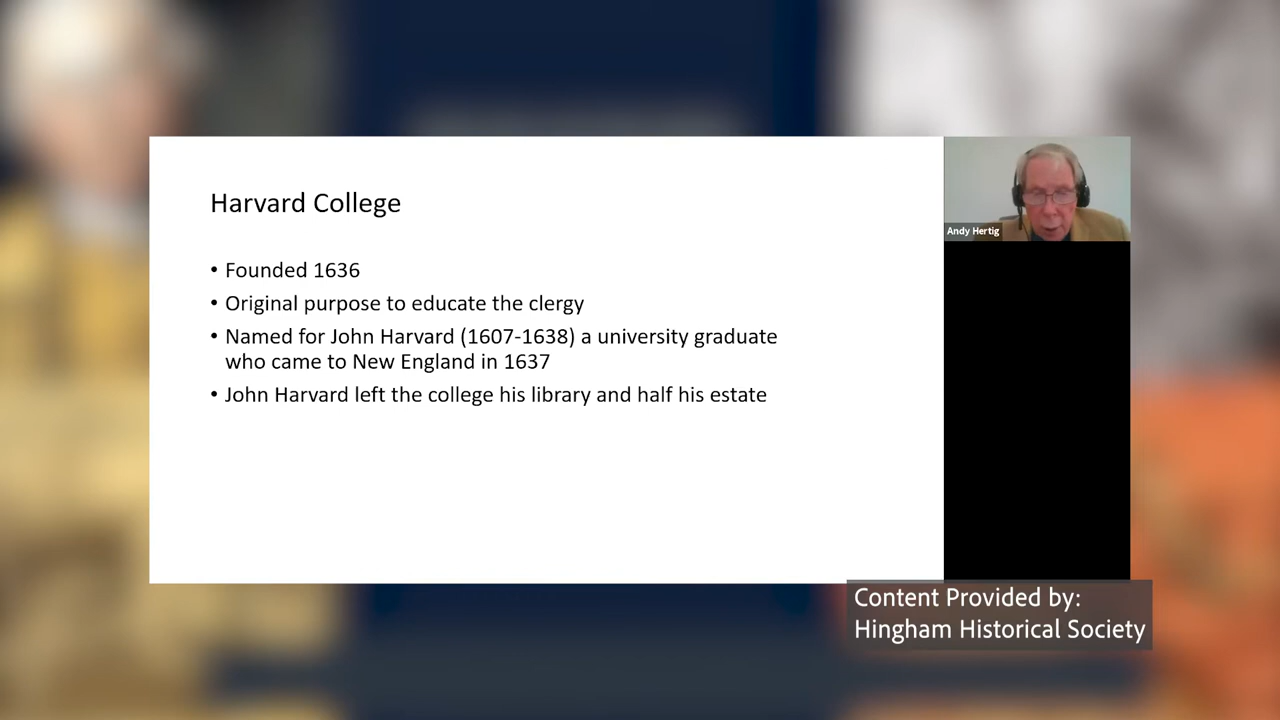 Harvard College
• Founded 1636
• Original purpose to educate the clergy
• Named for John Harvard (1607-1638) a university graduate
who came to New England in 1637
• John Harvard left the college his library and half his estate
Andy Hertig
Content Provided by:
Hingham Historical Society